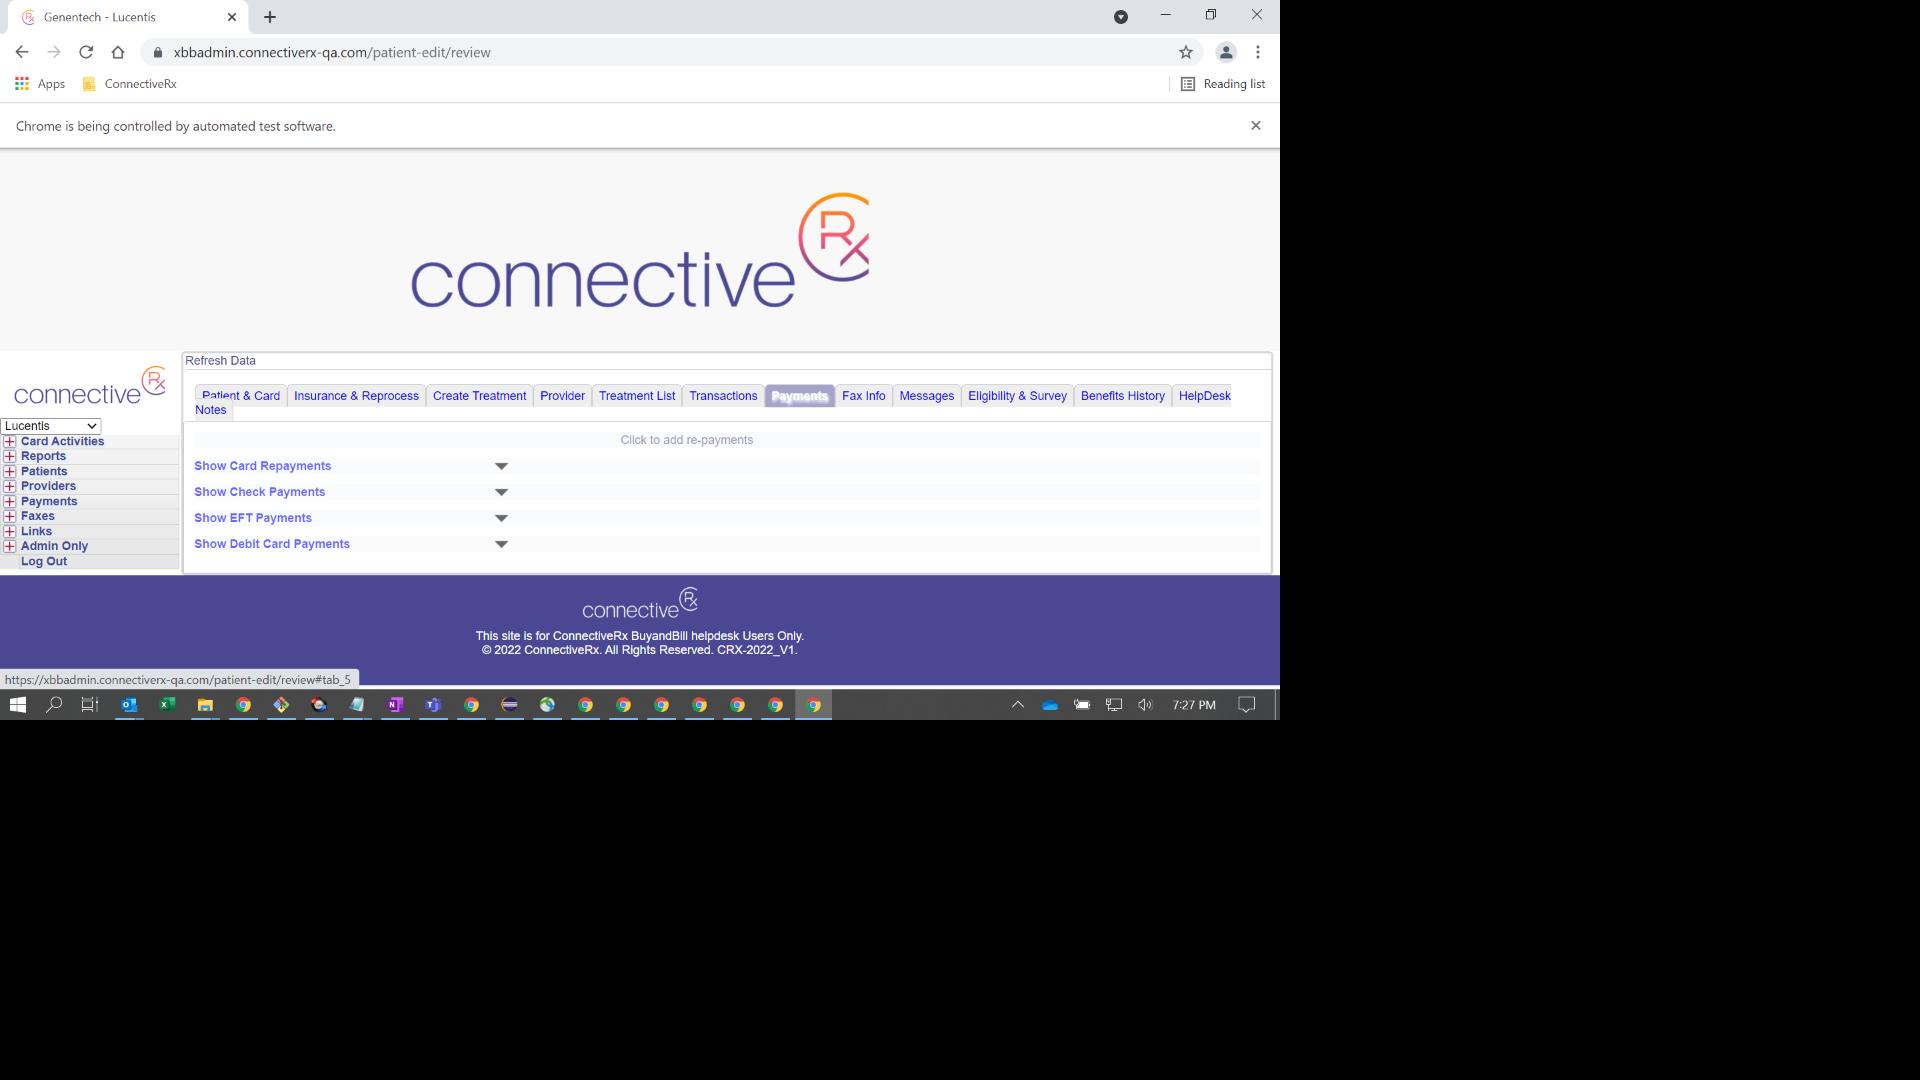 Genentech - Lucentis
xbbadmin.connectiverx-qa.com/patient-edit/review
Apps ConnectiveRx Reading list
Chrome is being controlled by automated test software.
connective Rx
Refresh Data
connective Rx
Patient & Card Insurance & Reprocess Create Treatment Provider Treatment List Transactions Payments Fax Info Messages Eligibility & Survey Benefits History HelpDesk
Notes
Lucentis
Card Activities
Reports
Patients
Providers
Payments
Faxes
Links
Admin Only
Log Out
Click to add re-payments
Show Card Repayments
Show Check Payments
Show EFT Payments
Show Debit Card Payments
connective Rx
This site is for ConnectiveRx BuyandBill helpdesk Users Only.
© 2022 ConnectiveRx. All Rights Reserved. CRX-2022_V1.
https://xbbadmin.connectiverx-qa.com/patient-edit/review#tab_5
7:27 PM